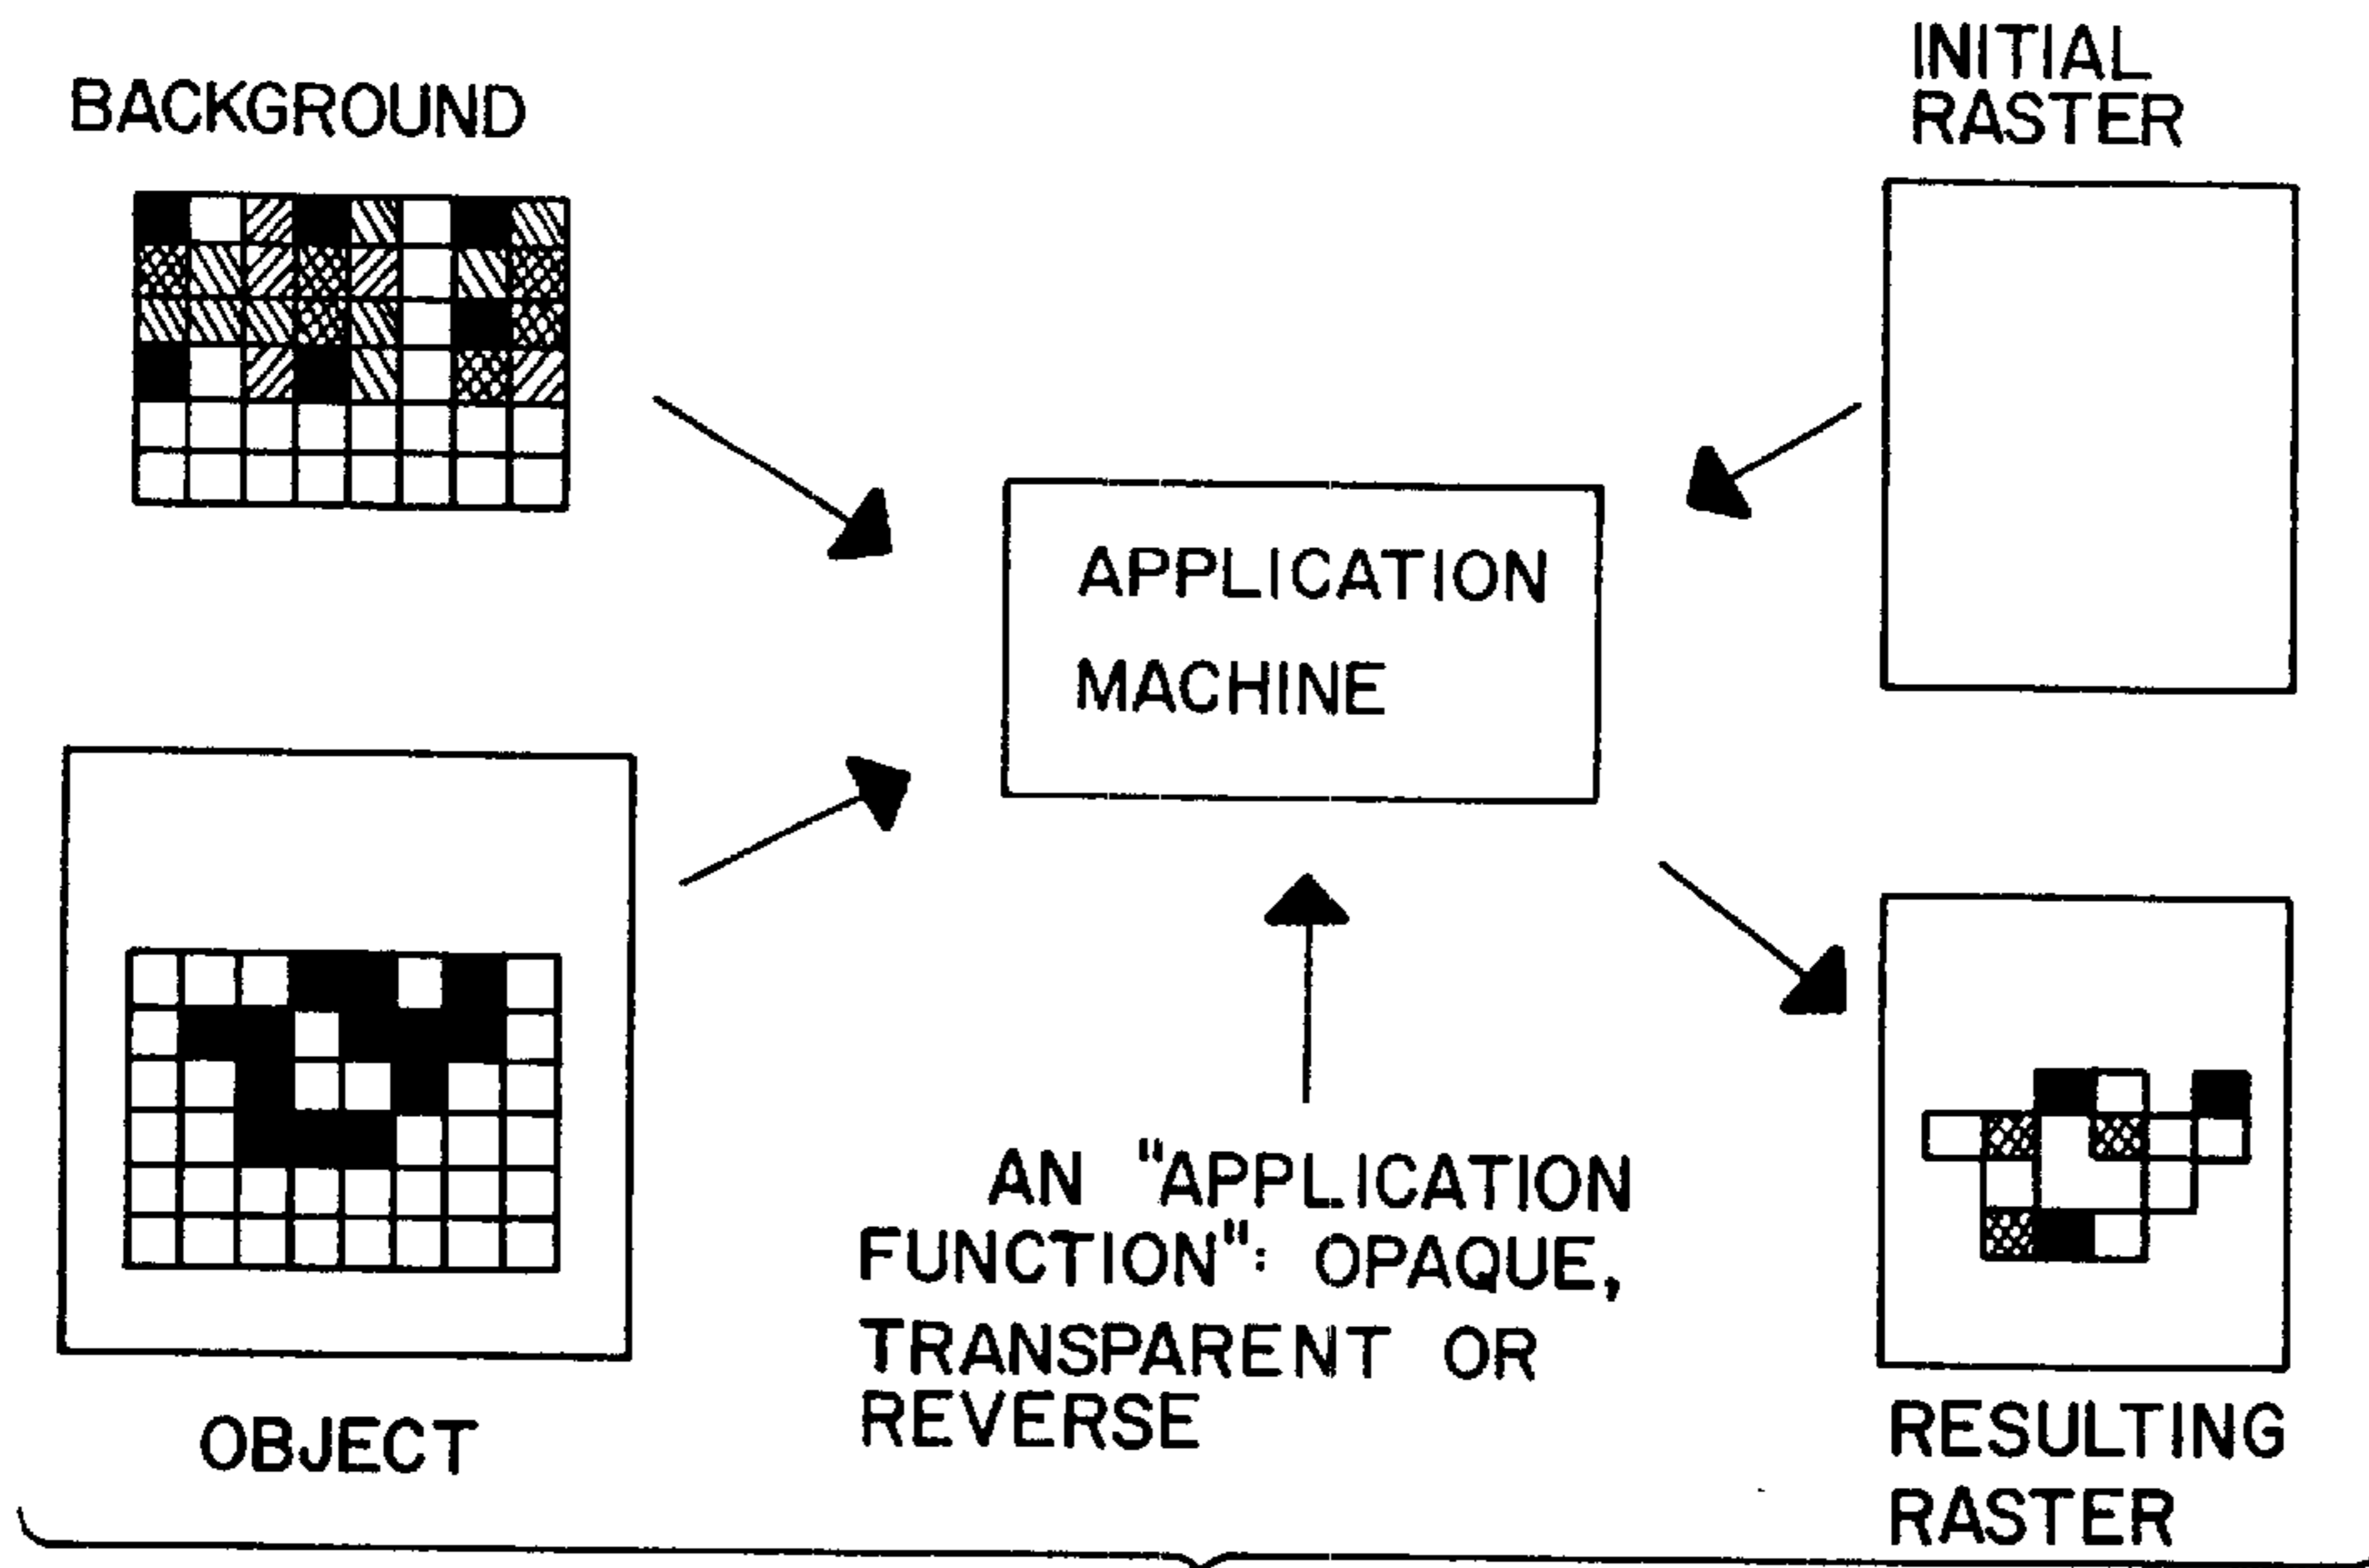 BACKGROUND
INITIAL
RASTER
APPLICATION
MACHINE
AN "APPLICATION
FUNCTION": OPAQUE,
TRANSPARENT OR
REVERSE
OBJECT
RESULTING
RASTER